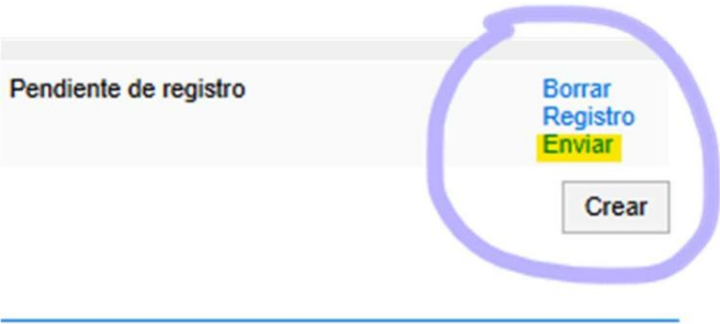 Pendiente de registro
Borrar
Registro
Enviar
Crear